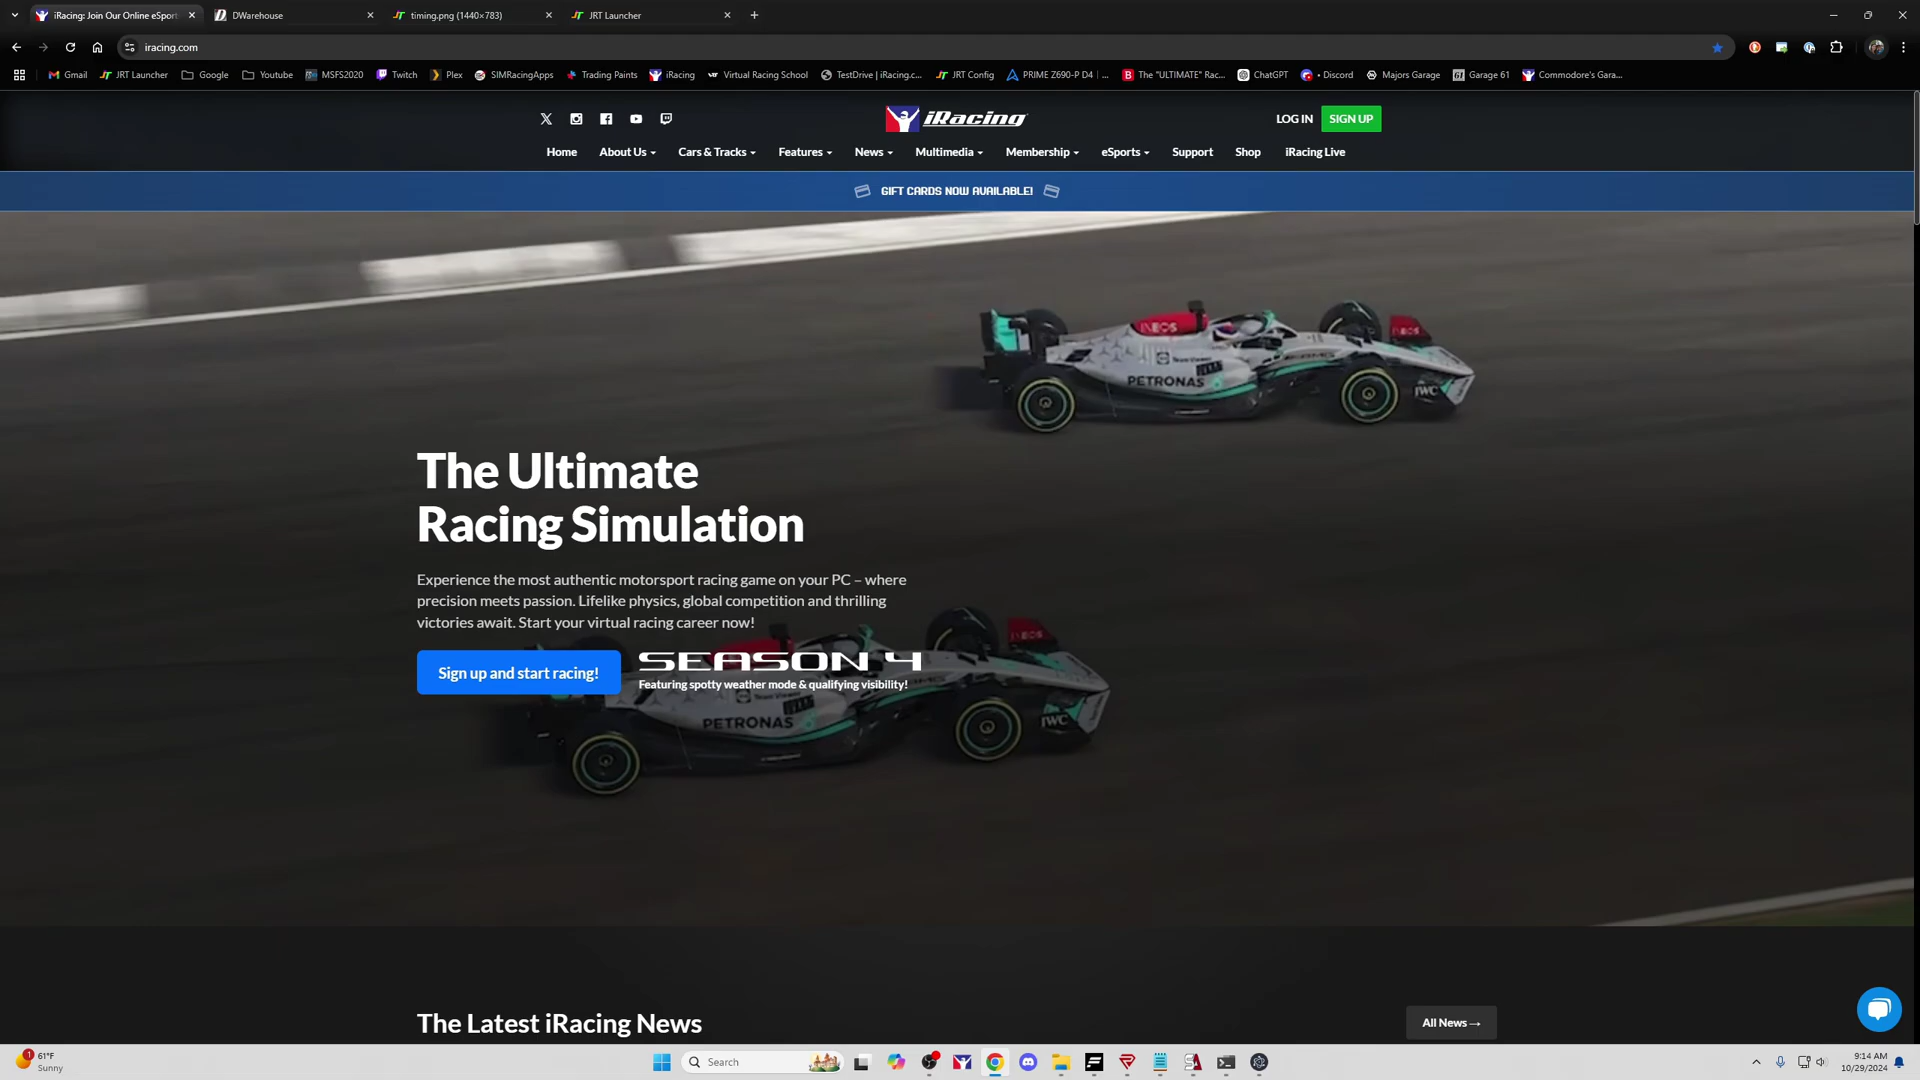 iRacing: Join Our Online eSport
DWarehouse
timing.png (1440×783)
JRT Launcher
iracing.com
Gmail
JRT Launcher
Google
Youtube
MSFS2020
Twitch
Plex
SIMRacingApps
Trading Paints
iRacing
Virtual Racing School
TestDrive | iRacing.c...
JRT Config
PRIME Z690-P D4 | ...
The "ULTIMATE" Rac...
ChatGPT
• Discord
Majors Garage
Garage 61
Commodore's Gara...
iRacing
LOG IN
SIGN UP
Home
About Us
Cars & Tracks
Features
News
Multimedia
Membership
eSports
Support
Shop
iRacing Live
GIFT CARDS NOW AVAILABLE!
INEOS
PETRONAS
AMG
IWC
The Ultimate
Racing Simulation
Experience the most authentic motorsport racing game on your PC – where
precision meets passion. Lifelike physics, global competition and thrilling
victories await. Start your virtual racing career now!
Sign up and start racing!
SEASON 4
Featuring spotty weather mode & qualifying visibility!
INEOS
AMG
PETRONAS
IWC
The Latest iRacing News
All News→
1
61°F
Sunny
Search
9:14 AM
10/29/2024